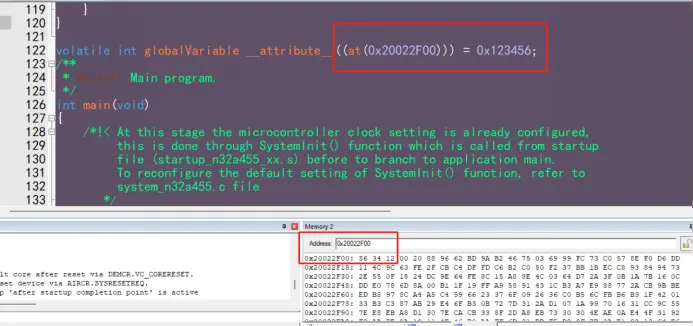 119 }
120 }
121
122 volatile int globalVariable __attribute__((at(0x20022F00))) = 0x123456;
123 /**
124 * Main program.
125 */
126 int main(void)
127 {
128 /*!< At this stage the microcontroller clock setting is already configured,
129 this is done through SystemInit() function which is called from startup
130 file (startup_n32a455_xx.s) before to branch to application main.
131 To reconfigure the default setting of SystemInit() function, refer to
132 system_n32a455.c file
133 */
Memory 2
Address: 0x20022F00
lt core after reset via DEMCR.VC_CORERESET.
set device via AIRCR.SYSRESETREQ.
p 'after startup completion point' is active
0x20022F00: 56 34 12 00 20 88 96 62 BD 9A B2 46 75 03 69 99 FC 73 C0 57 8E F0 D6 DD
0x20022F18: 11 4C 9C 63 FE 2F CB C4 DF FD C6 B2 C0 50 F2 37 BB 1B EC C8 93 84 94 73
0x20022F30: 2E 55 0F 18 24 DC 9E 64 FE 8C 15 A8 8E 4C 03 64 D7 2A 3F 0B 1A 7B 16 0C
0x20022F48: DD E0 78 6D 8A 00 B1 1F 19 FF A9 58 91 43 1C B3 A7 E9 88 77 2A CB 9B BE
0x20022F60: ED B8 97 8C A4 A5 C4 59 66 23 37 6F 09 26 36 C0 B5 6C FB B6 B3 1F 42 01
0x20022F78: 33 B3 C3 87 AB 29 E4 6F B3 0B 72 7D 31 2A D1 07 1A 99 70 16 31 CC 9C 55
0x20022F90: 7E E8 EB A8 D1 30 7E CA CB 33 8F 2D A8 EB 73 30 30 4E AE 0A E4 4F 31 92